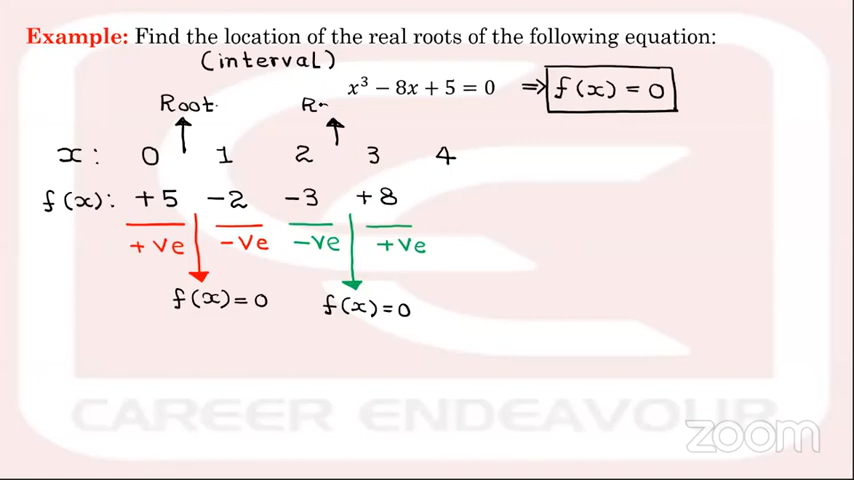 Example: Find the location of the real roots of the following equation:
(interval)
x³ − 8x + 5 = 0 ⇒ f(x) = 0
Root
x: 0 1 2 3 4
f(x): +5 −2 −3 +8
+ve −ve −ve +ve
f(x)=0 f(x)=0
CAREER ENDEAVOUR
zoom